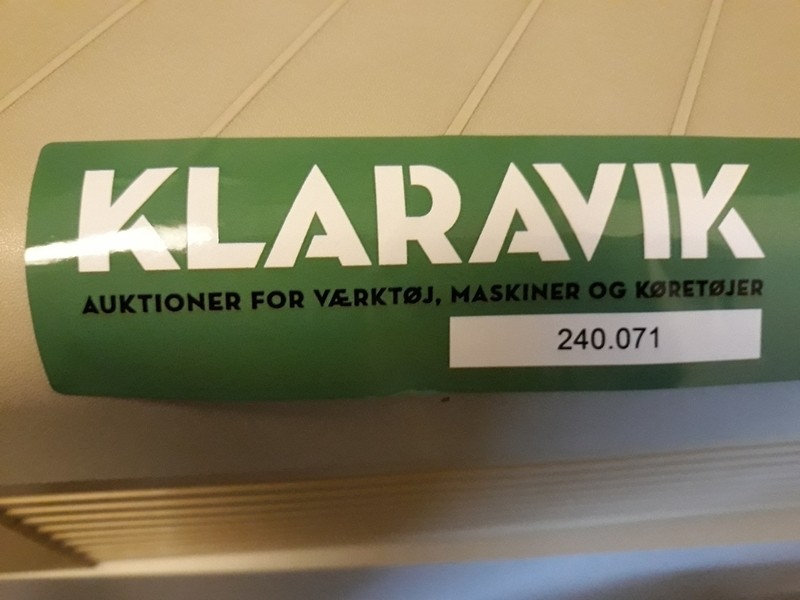 KLARAVIK
AUKTIONER FOR VÆRKTØJ, MASKINER OG KØRETØJER
240.071